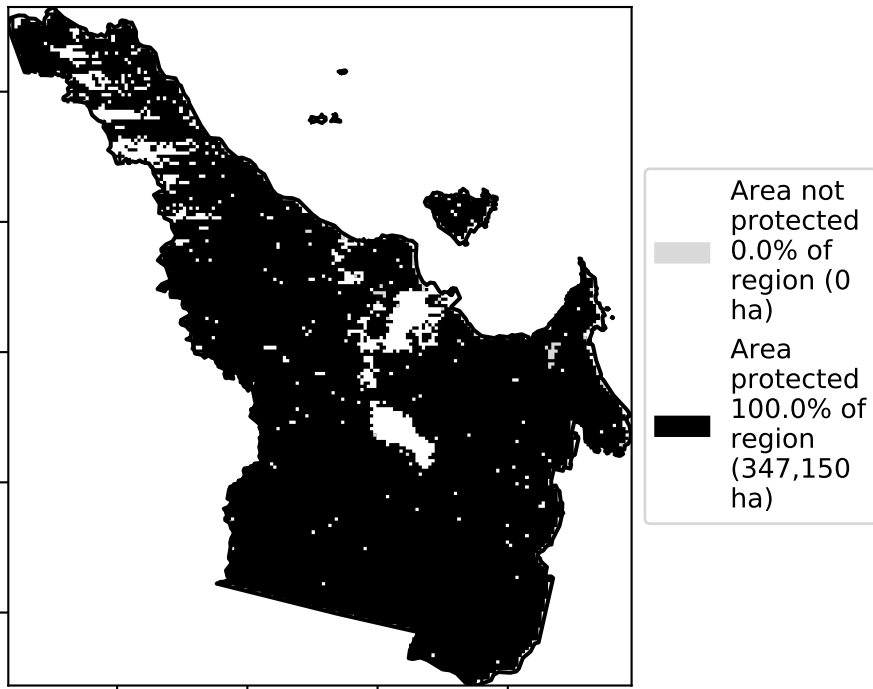 Area not
protected
0.0% of
region (0
ha)
Area
protected
100.0% of
region
(347,150
ha)